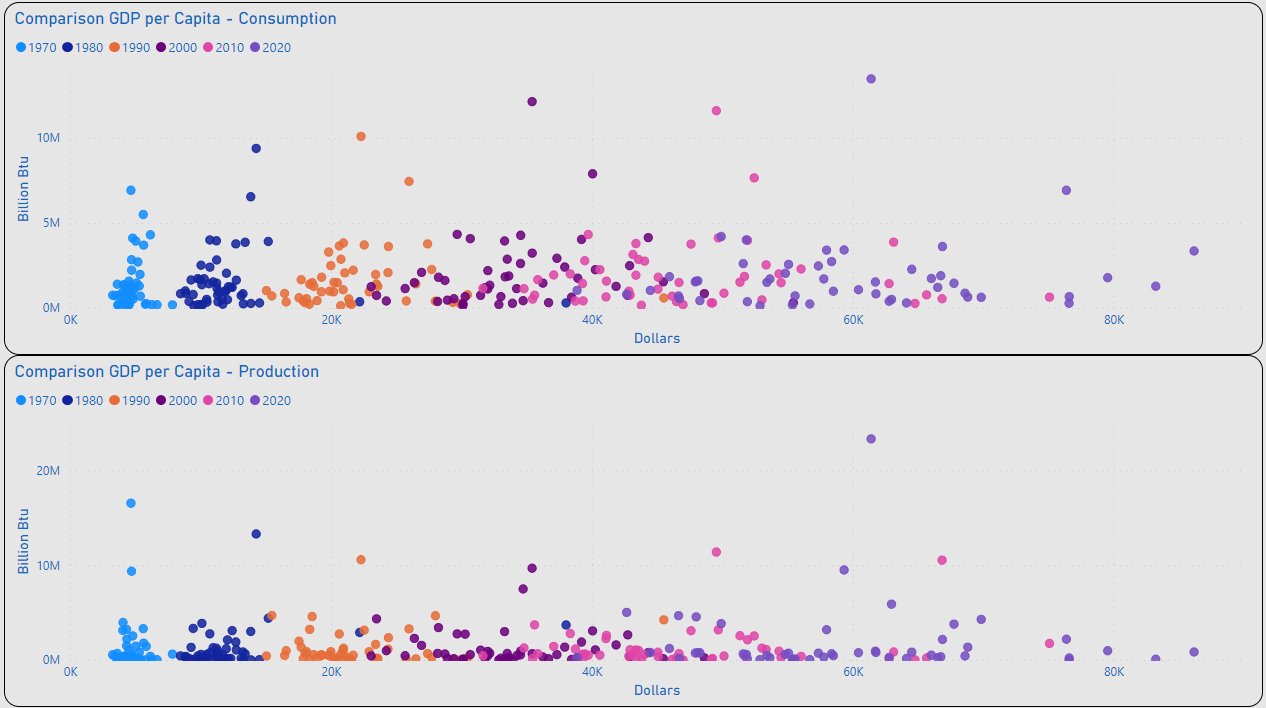 Comparison GDP per Capita - Consumption
1970 1980 1990 2000 2010 2020
10M
5M
0M
Billion Btu
0K 20K 40K 60K 80K
Dollars
Comparison GDP per Capita - Production
1970 1980 1990 2000 2010 2020
20M
10M
0M
Billion Btu
0K 20K 40K 60K 80K
Dollars